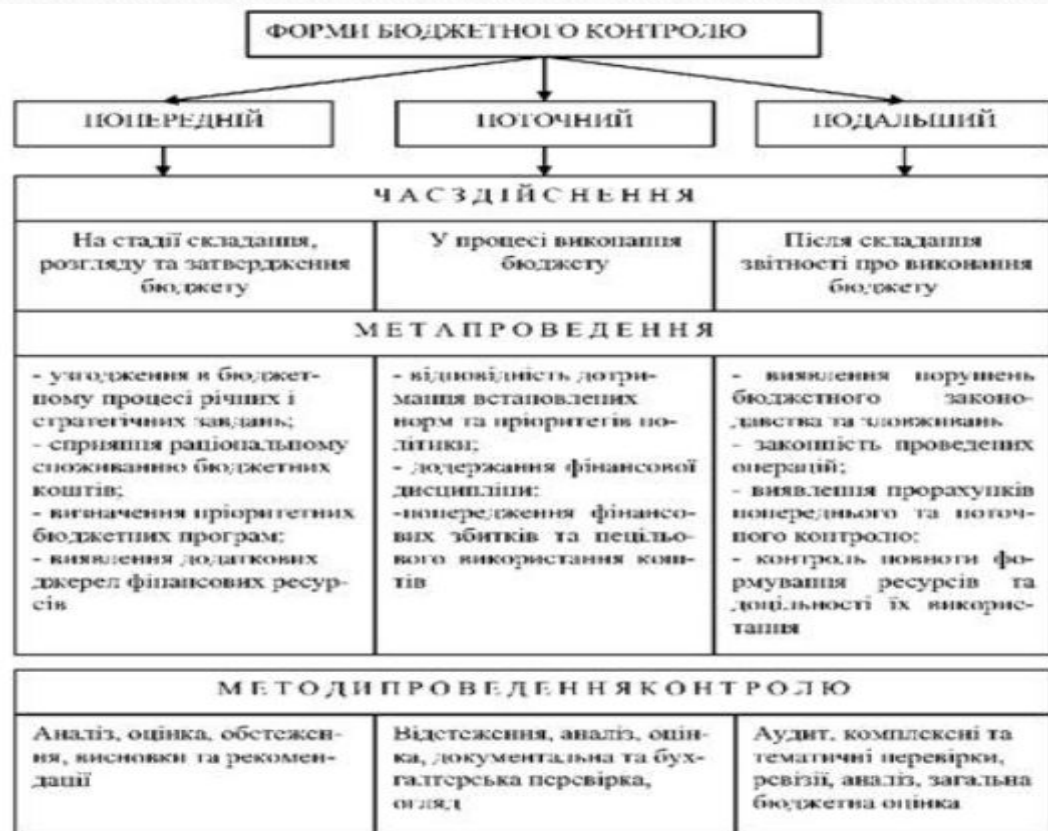 ФОРМИ БЮДЖЕТНОГО КОНТРОЛЮ
ПОПЕРЕДНІЙ
ПОТОЧНИЙ
ПОДАЛЬШИЙ
ЧАС ЗДІЙСНЕННЯ
На стадії складання,
розгляду та затвердження
бюджету
У процесі виконання
бюджету
Після складання
звітності про виконання
бюджету
МЕТА ПРОВЕДЕННЯ
- узгодження в бюджет-
ному процесі річних і
стратегічних завдань;
- сприяння раціональному
споживанню бюджетних
коштів;
- визначення пріоритетних
бюджетних програм;
- виявлення додаткових
джерел фінансових ресур-
сів
- відповідність дотри-
мання встановлених
норм та пріоритетів по-
літики;
- додержання фінансової
дисципліни;
-попередження фінансо-
вих збитків та нецільо-
вого використання кош-
тів
- виявлення порушень
бюджетного законо-
давства та зловживань
- законність проведених
операцій;
- виявлення прорахунків
попереднього та поточ-
ного контролю;
- контроль повноти фо-
рмування ресурсів та
доцільності їх викорис-
тання
МЕТОДИ ПРОВЕДЕННЯ КОНТРОЛЮ
Аналіз, оцінка, обстежен-
ня, висновки та рекомен-
дації
Відстеження, аналіз, оцін-
ка, документальна та бух-
галтерська перевірка,
огляд
Аудит, комплексні та
тематичні перевірки,
ревізії, аналіз, загальна
бюджетна оцінка